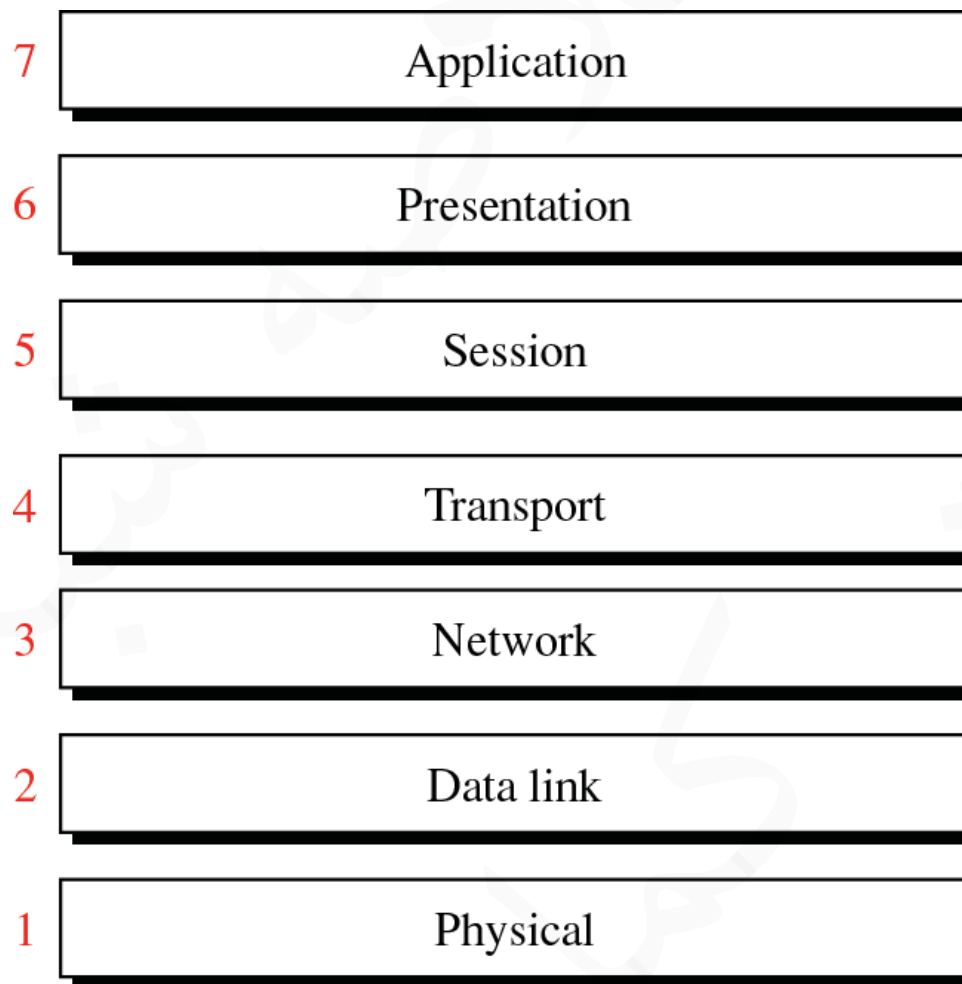 7 Application
6 Presentation
5 Session
4 Transport
3 Network
2 Data link
1 Physical